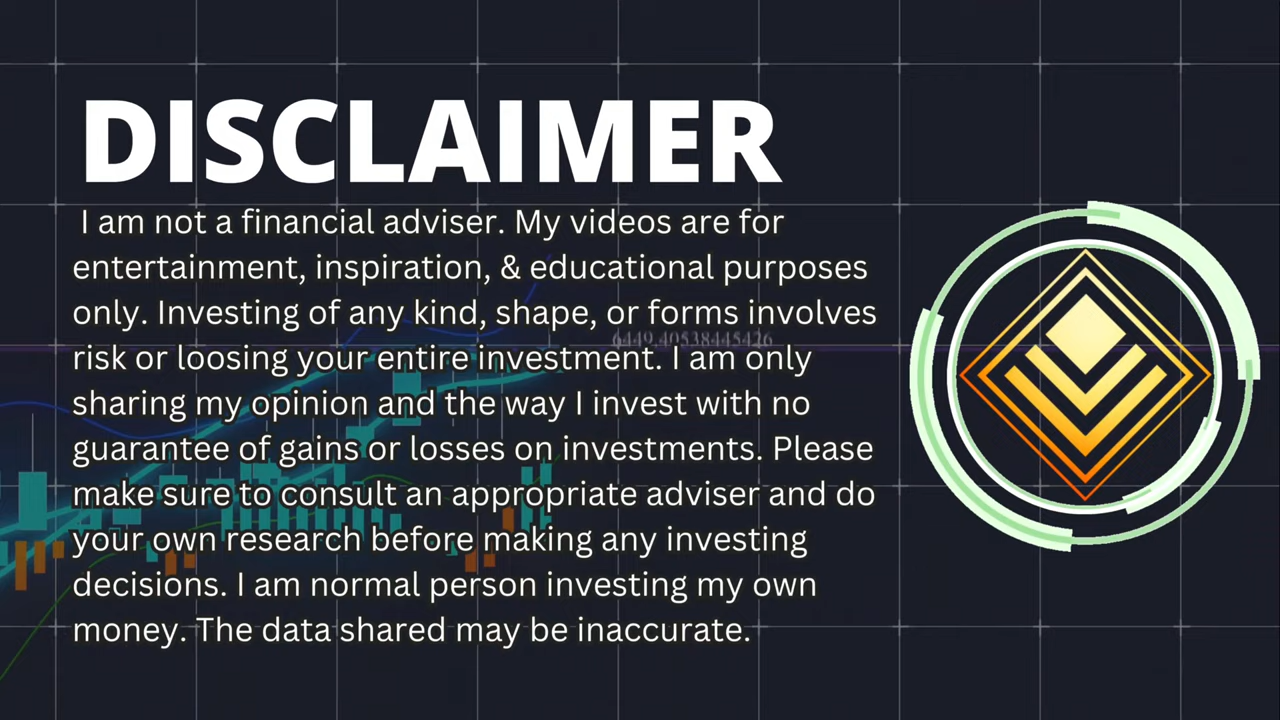 DISCLAIMER
I am not a financial adviser. My videos are for
entertainment, inspiration, & educational purposes
only. Investing of any kind, shape, or forms involves
6449.40538445426
risk or loosing your entire investment. I am only
sharing my opinion and the way I invest with no
guarantee of gains or losses on investments. Please
make sure to consult an appropriate adviser and do
your own research before making any investing
decisions. I am normal person investing my own
money. The data shared may be inaccurate.